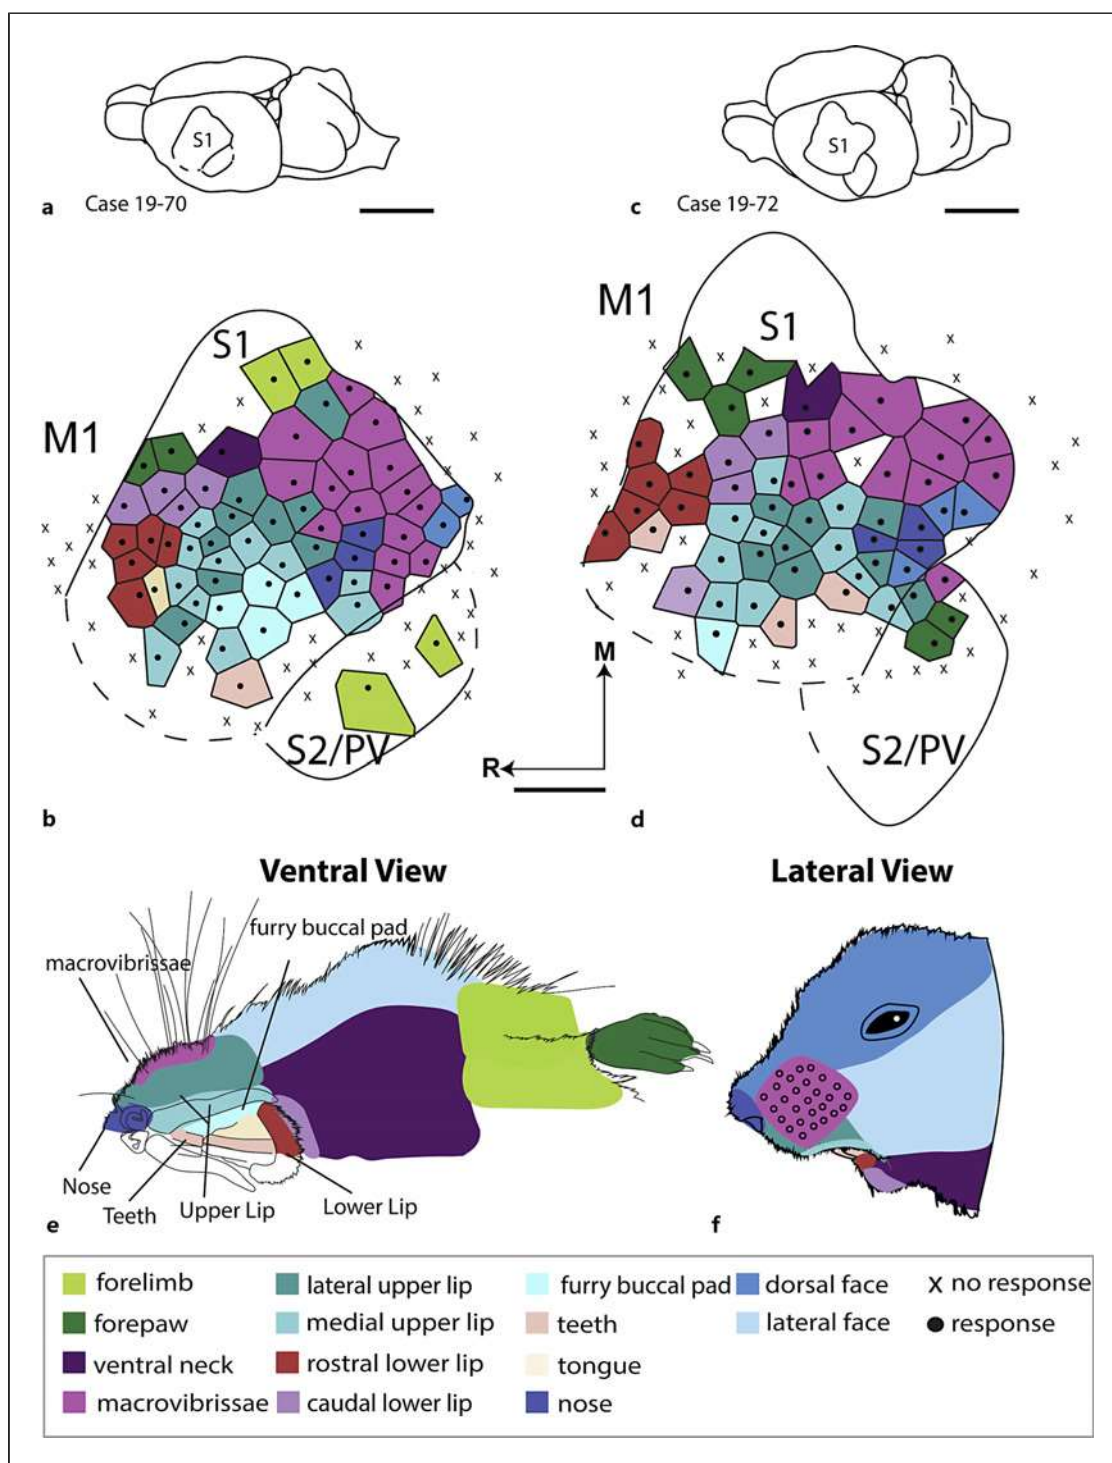 S1
a Case 19-70
S1
c Case 19-72
M1
S1
S2/PV
b
M
R
M1
S1
S2/PV
d
Ventral View
Lateral View
furry buccal pad
macrovibrissae
Nose
Teeth
Upper Lip
Lower Lip
e
f
forelimb lateral upper lip furry buccal pad dorsal face x no response
forepaw medial upper lip teeth lateral face response
ventral neck rostral lower lip tongue
macrovibrissae caudal lower lip nose